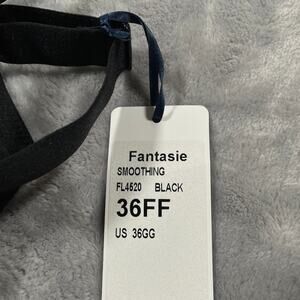 Fantasie
SMOOTHING
FL4520 BLACK
36FF
US 36GG